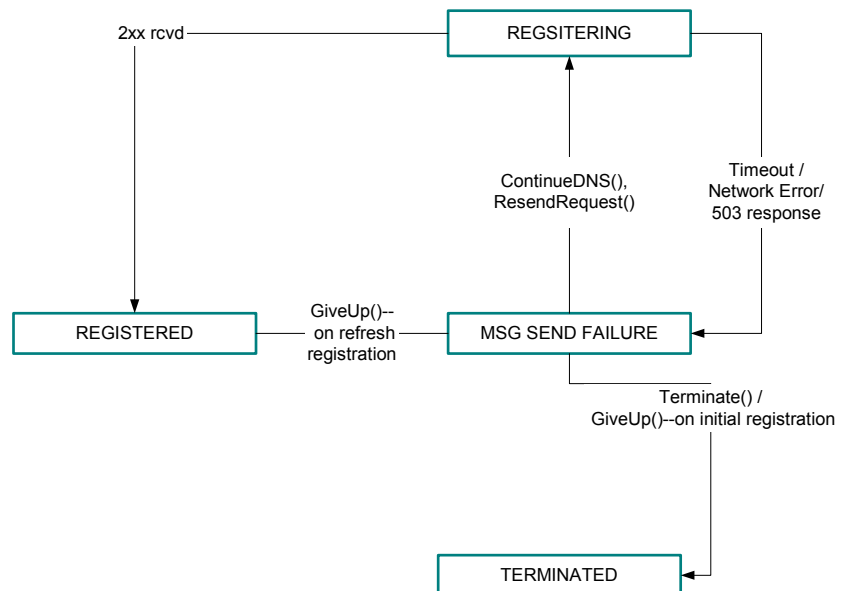 2xx rcvd
REGSITERING
ContinueDNS(),
ResendRequest()
Timeout /
Network Error/
503 response
REGISTERED
GiveUp()--
on refresh
registration
MSG SEND FAILURE
Terminate() /
GiveUp()--on initial registration
TERMINATED